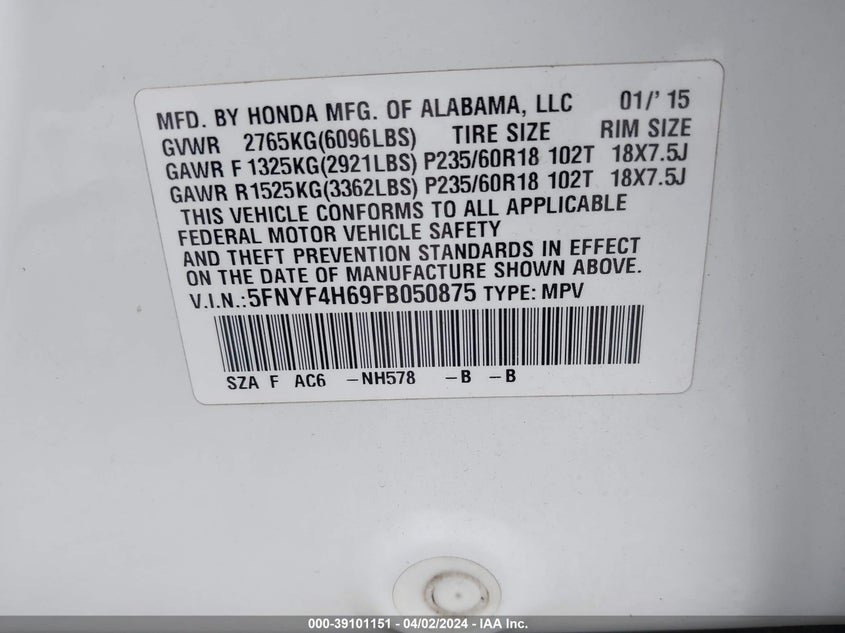 MFD. BY HONDA MFG. OF ALABAMA, LLC 01/' 15
GVWR 2765KG(6096LBS) TIRE SIZE RIM SIZE
GAWR F 1325KG(2921LBS) P235/60R18 102T 18X7.5J
GAWR R1525KG(3362LBS) P235/60R18 102T 18X7.5J
THIS VEHICLE CONFORMS TO ALL APPLICABLE
FEDERAL MOTOR VEHICLE SAFETY
AND THEFT PREVENTION STANDARDS IN EFFECT
ON THE DATE OF MANUFACTURE SHOWN ABOVE.
V.I.N.:5FNYF4H69FB050875 TYPE: MPV
SZA F AC6 –NH578 –B –B
000-39101151 | 04/02/2024 - IAA Inc.